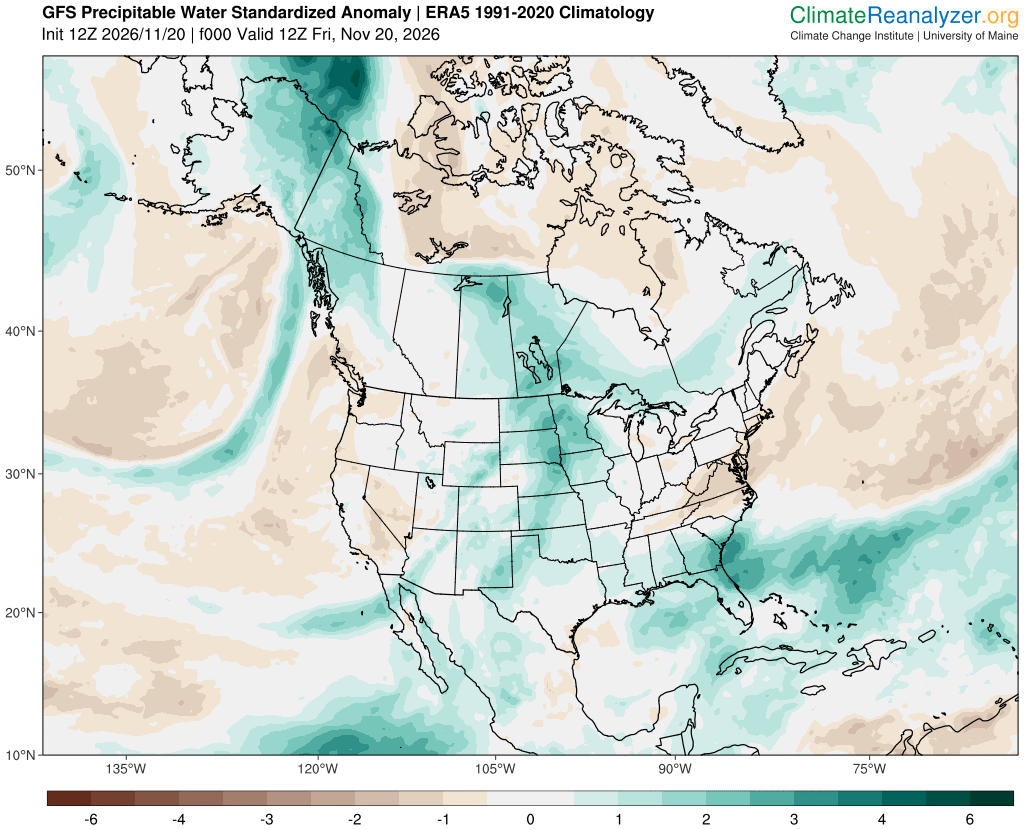 GFS Precipitable Water Standardized Anomaly | ERA5 1991-2020 Climatology
Init 12Z 2026/11/20 | f000 Valid 12Z Fri, Nov 20, 2026
ClimateReanalyzer.org
Climate Change Institute | University of Maine
50°N
40°N
30°N
20°N
10°N
135°W 120°W 105°W 90°W 75°W
-6 -4 -3 -2 -1 0 1 2 3 4 6